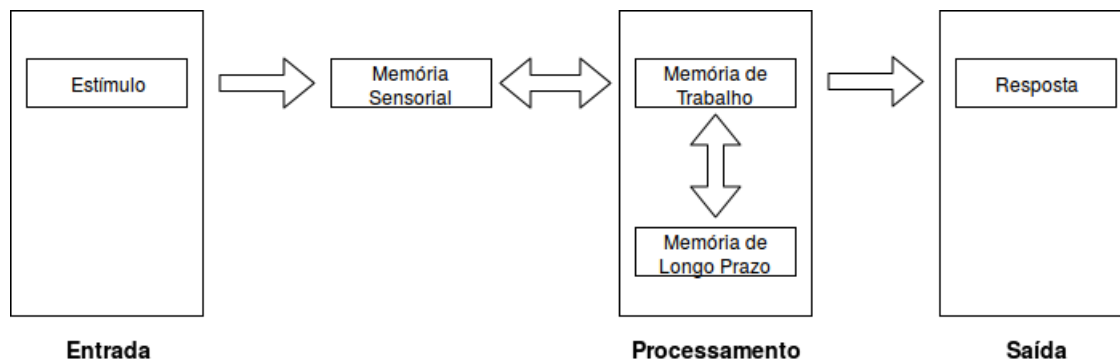 Estímulo
Memória
Sensorial
Memória de
Trabalho
Memória de
Longo Prazo
Resposta
Entrada
Processamento
Saída